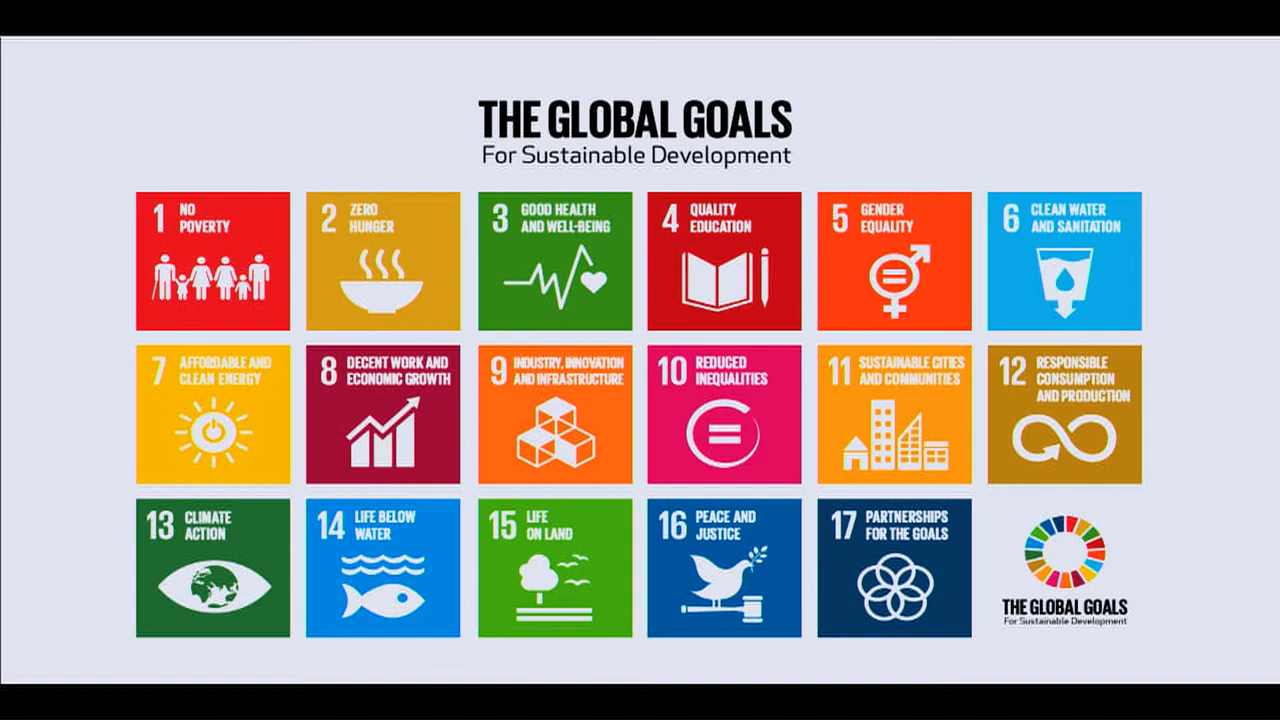 THE GLOBAL GOALS
For Sustainable Development
1 NO
POVERTY
2 ZERO
HUNGER
3 GOOD HEALTH
AND WELL-BEING
4 QUALITY
EDUCATION
5 GENDER
EQUALITY
6 CLEAN WATER
AND SANITATION
7 AFFORDABLE AND
CLEAN ENERGY
8 DECENT WORK AND
ECONOMIC GROWTH
9 INDUSTRY, INNOVATION
AND INFRASTRUCTURE
10 REDUCED
INEQUALITIES
11 SUSTAINABLE CITIES
AND COMMUNITIES
12 RESPONSIBLE
CONSUMPTION
AND PRODUCTION
13 CLIMATE
ACTION
14 LIFE BELOW
WATER
15 LIFE
ON LAND
16 PEACE AND
JUSTICE
17 PARTNERSHIPS
FOR THE GOALS
THE GLOBAL GOALS
For Sustainable Development